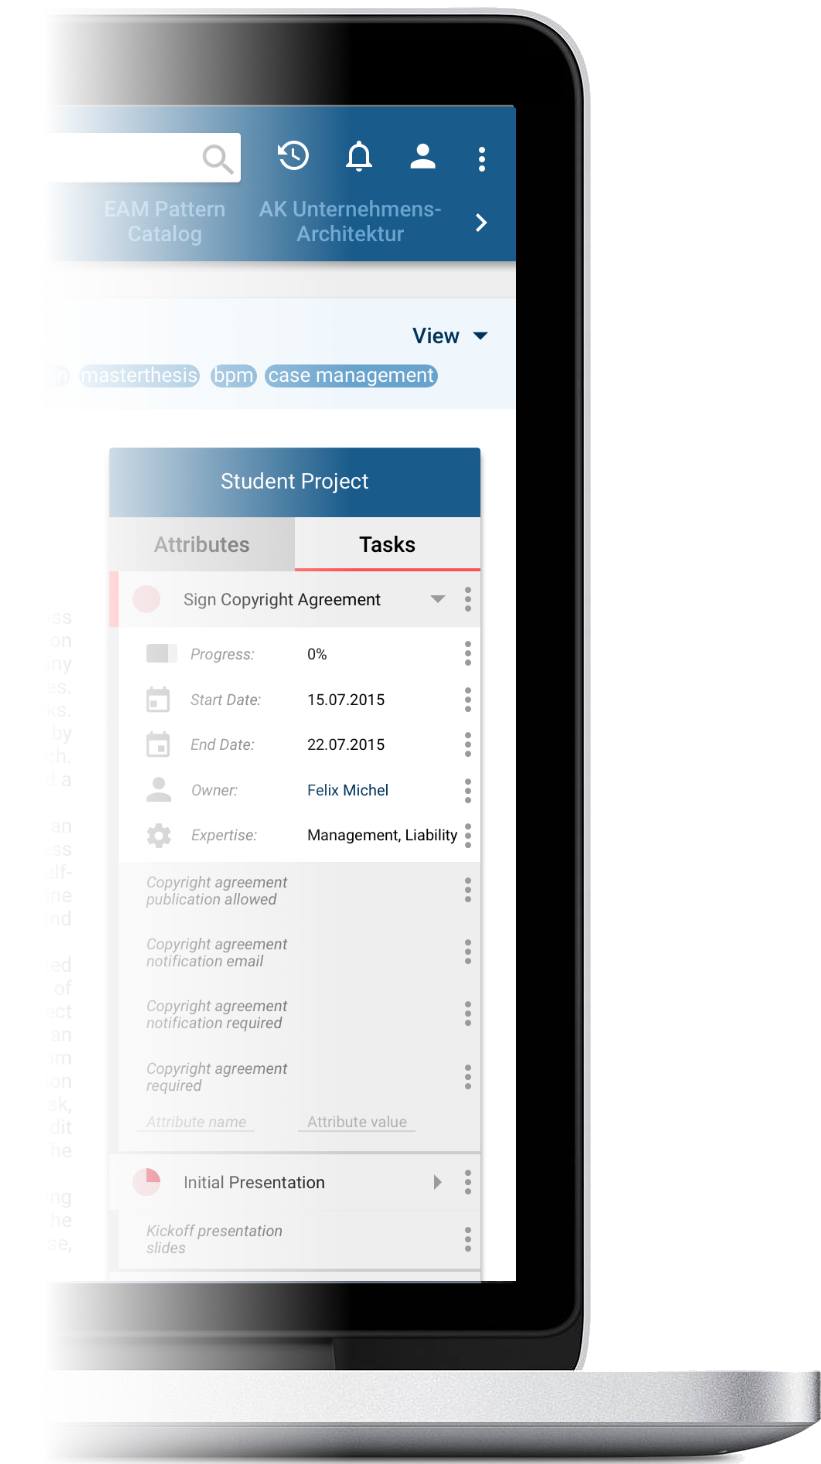 EAM Pattern
Catalog
AK Unternehmens-
Architektur
View
masterthesis
bpm
case management
Student Project
Attributes
Tasks
Sign Copyright Agreement
Progress:
0%
Start Date:
15.07.2015
End Date:
22.07.2015
Owner:
Felix Michel
Expertise:
Management, Liability
Copyright agreement
publication allowed
Copyright agreement
notification email
Copyright agreement
notification required
Copyright agreement
required
Attribute name
Attribute value
Initial Presentation
Kickoff presentation
slides